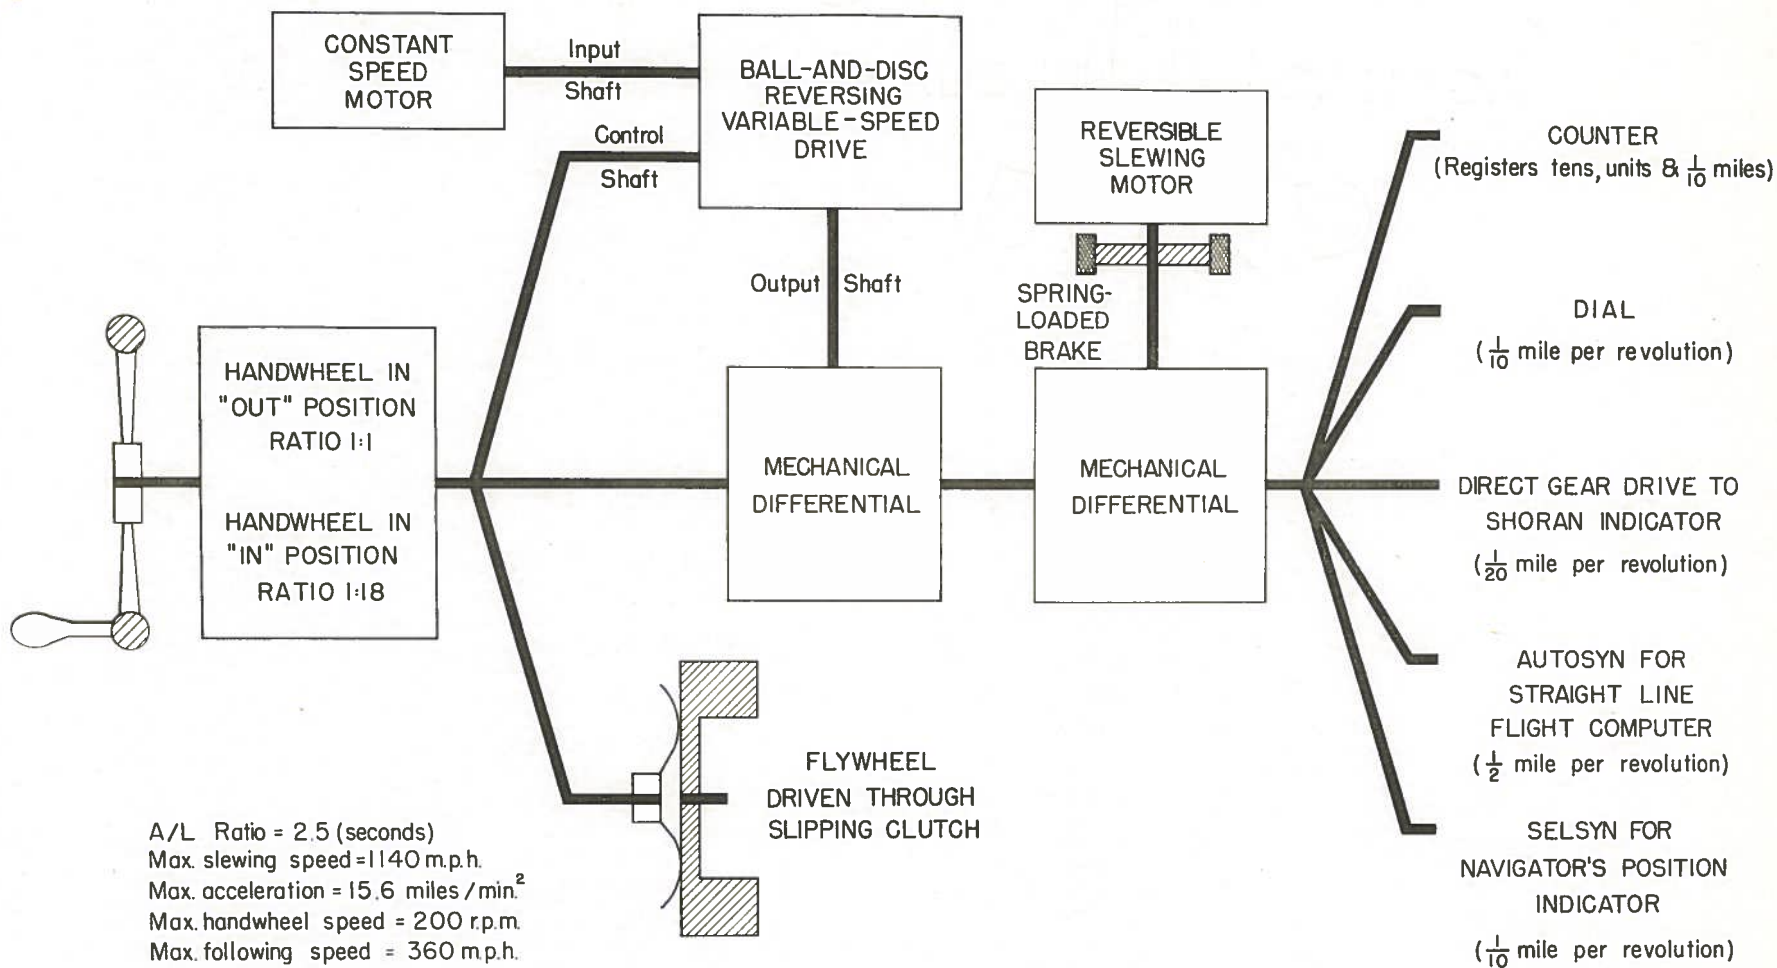 CONSTANT
SPEED
MOTOR
Input
Shaft
Control
Shaft
BALL-AND-DISC
REVERSING
VARIABLE-SPEED
DRIVE
Output Shaft
REVERSIBLE
SLEWING
MOTOR
SPRING-
LOADED
BRAKE
HANDWHEEL IN
"OUT" POSITION
RATIO 1:1
HANDWHEEL IN
"IN" POSITION
RATIO 1:18
MECHANICAL
DIFFERENTIAL
MECHANICAL
DIFFERENTIAL
COUNTER
(Registers tens, units & 1/10 miles)
DIAL
(1/10 mile per revolution)
DIRECT GEAR DRIVE TO
SHORAN INDICATOR
(1/20 mile per revolution)
AUTOSYN FOR
STRAIGHT LINE
FLIGHT COMPUTER
(1/2 mile per revolution)
SELSYN FOR
NAVIGATOR'S POSITION
INDICATOR
(1/10 mile per revolution)
FLYWHEEL
DRIVEN THROUGH
SLIPPING CLUTCH
A/L Ratio = 2.5 (seconds)
Max. slewing speed = 1140 m.p.h.
Max. acceleration = 15.6 miles/min.²
Max. handwheel speed = 200 r.p.m.
Max. following speed = 360 m.p.h.